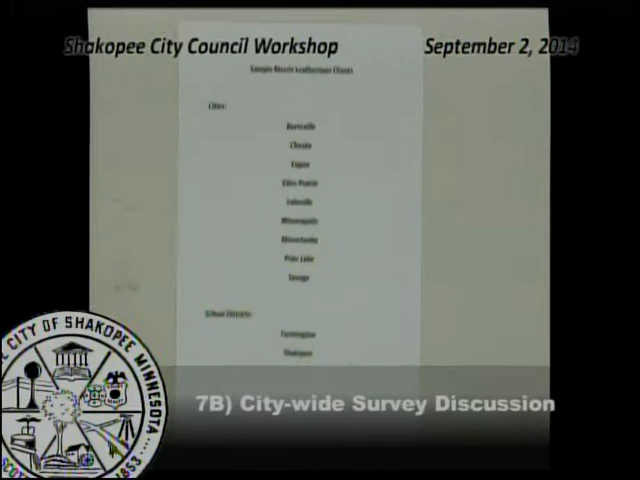 Shakopee City Council Workshop September 2, 2014
Sample Morris Leatherman Clients
Cities:
Burnsville
Chaska
Eagan
Eden Prairie
Lakeville
Minneapolis
Minnetonka
Prior Lake
Savage
School Districts:
Farmington
Shakopee
7B) City-wide Survey Discussion
CITY OF SHAKOPEE MINNESOTA
1853